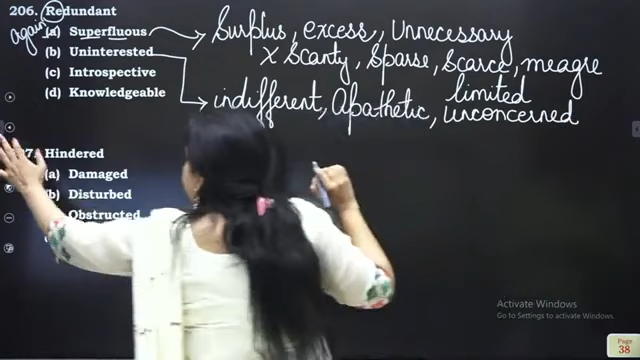 206. Redundant
again
(a) Superfluous
Surplus, excess, Unnecessary
x Scanty, Sparse, Scarce, meagre
limited
(b) Uninterested
indifferent, Apathetic, unconcerned
(c) Introspective
(d) Knowledgeable
Hindered
(a) Damaged
(b) Disturbed
Obstructed
Activate Windows
Go to Settings to activate Windows.
Page
38